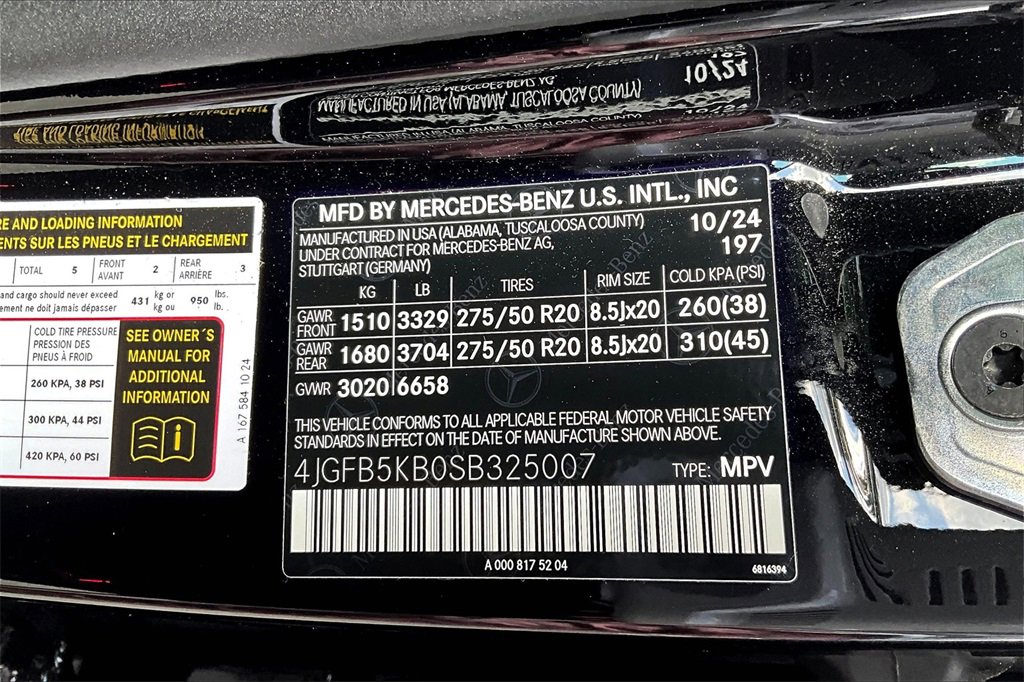 10/24
MANUFACTURED IN USA (ALABAMA, TUSCALOOSA COUNTY)
TIRE AND LOADING INFORMATION
RE AND LOADING INFORMATION
ENTS SUR LES PNEUS ET LE CHARGEMENT
TOTAL 5 FRONT AVANT 2 REAR ARRIÈRE 3
and cargo should never exceed
ement ne doit jamais dépasser
431 kg or kg ou 950 lbs. lb.
COLD TIRE PRESSURE
PRESSION DES
PNEUS À FROID
260 KPA, 38 PSI
300 KPA, 44 PSI
420 KPA, 60 PSI
SEE OWNER´S
MANUAL FOR
ADDITIONAL
INFORMATION
A 167 584 10 24
MFD BY MERCEDES-BENZ U.S. INTL., INC
MANUFACTURED IN USA (ALABAMA, TUSCALOOSA COUNTY) 10/24
UNDER CONTRACT FOR MERCEDES-BENZ AG, 197
STUTTGART (GERMANY)
KG LB TIRES RIM SIZE COLD KPA (PSI)
GAWR FRONT 1510 3329 275/50 R20 8.5Jx20 260(38)
GAWR REAR 1680 3704 275/50 R20 8.5Jx20 310(45)
GVWR 3020 6658
THIS VEHICLE CONFORMS TO ALL APPLICABLE FEDERAL MOTOR VEHICLE SAFETY
STANDARDS IN EFFECT ON THE DATE OF MANUFACTURE SHOWN ABOVE.
4JGFB5KB0SB325007 TYPE: MPV
A 000 817 52 04
6816394